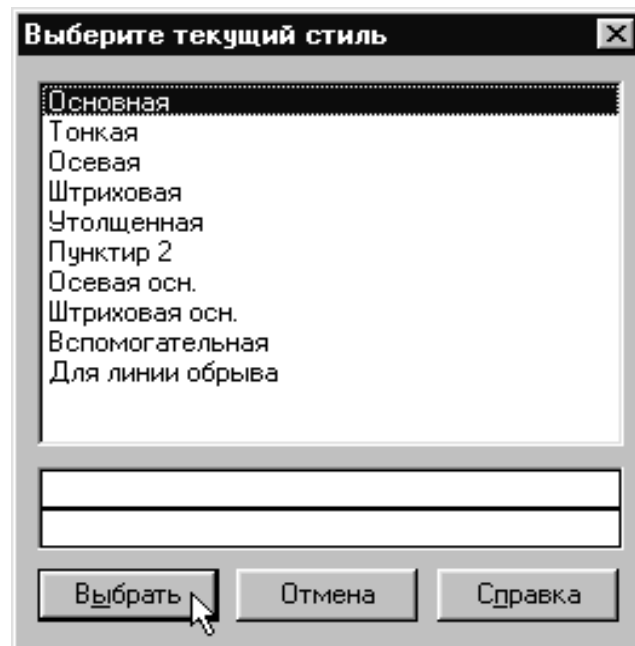 Выберите текущий стиль
Основная
Тонкая
Осевая
Штриховая
Утолщенная
Пунктир 2
Осевая осн.
Штриховая осн.
Вспомогательная
Для линии обрыва
Выбрать Отмена Справка